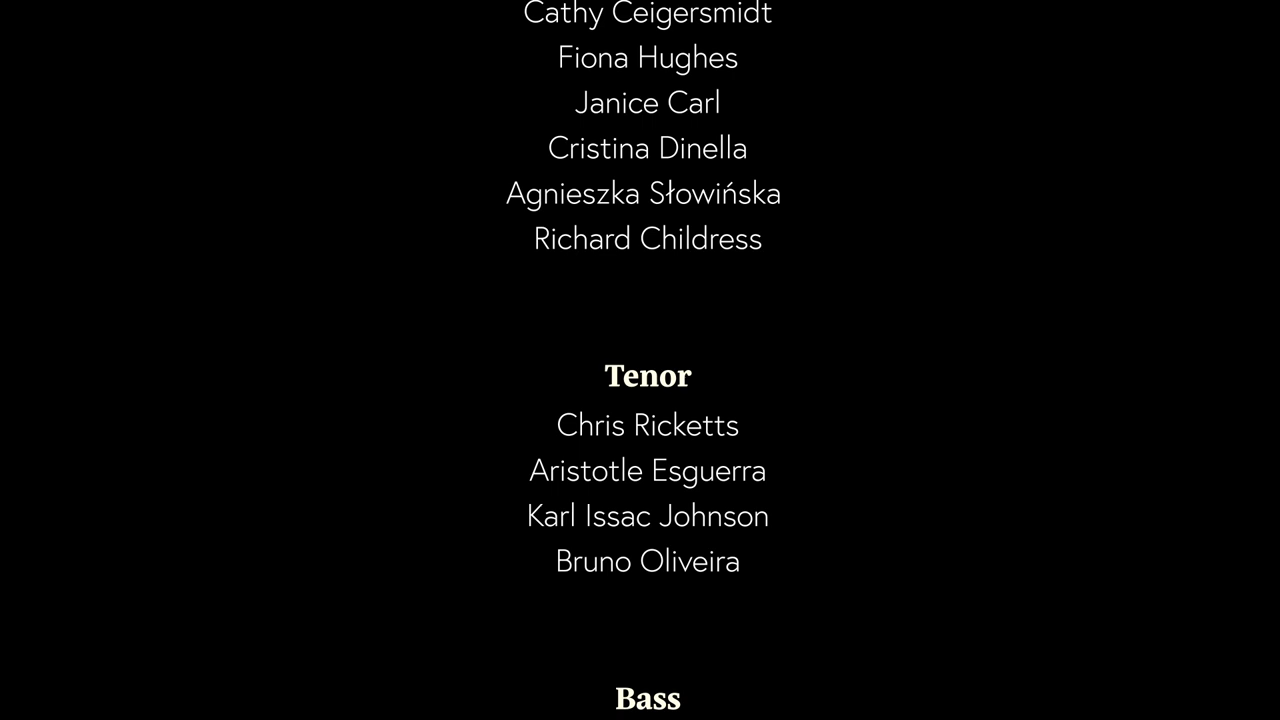 Cathy Ceigersmidt
Fiona Hughes
Janice Carl
Cristina Dinella
Agnieszka Słowińska
Richard Childress
Tenor
Chris Ricketts
Aristotle Esguerra
Karl Issac Johnson
Bruno Oliveira
Bass